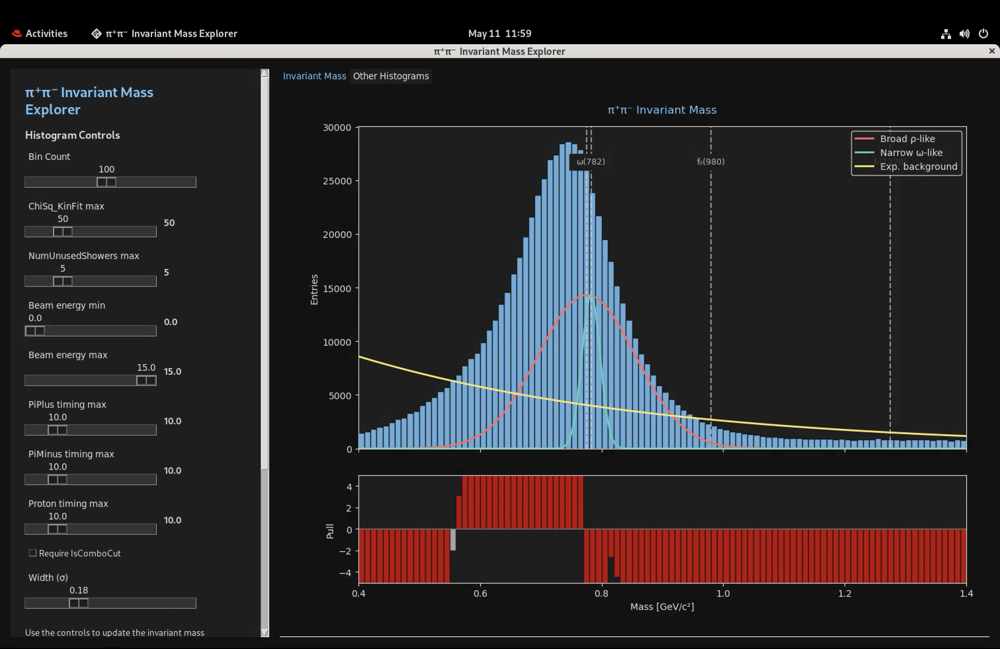 Activities
π⁺π⁻ Invariant Mass Explorer
May 11 11:59
π⁺π⁻ Invariant Mass Explorer
×
π⁺π⁻ Invariant Mass
Explorer
Histogram Controls
Bin Count
100
ChiSq_KinFit max
50
50
NumUnusedShowers max
5
5
Beam energy min
0.0
0.0
Beam energy max
15.0
15.0
PiPlus timing max
10.0
10.0
PiMinus timing max
10.0
10.0
Proton timing max
10.0
10.0
Require IsComboCut
Width (σ)
0.18
Use the controls to update the invariant mass
Invariant Mass
Other Histograms
π⁺π⁻ Invariant Mass
30000
25000
20000
15000
10000
5000
0
Entries
ω(782)
f₀(980)
f₂(1270)
Broad ρ-like
Narrow ω-like
Exp. background
4
2
0
−2
−4
Pull
0.4
0.6
0.8
1.0
1.2
1.4
Mass [GeV/c²]